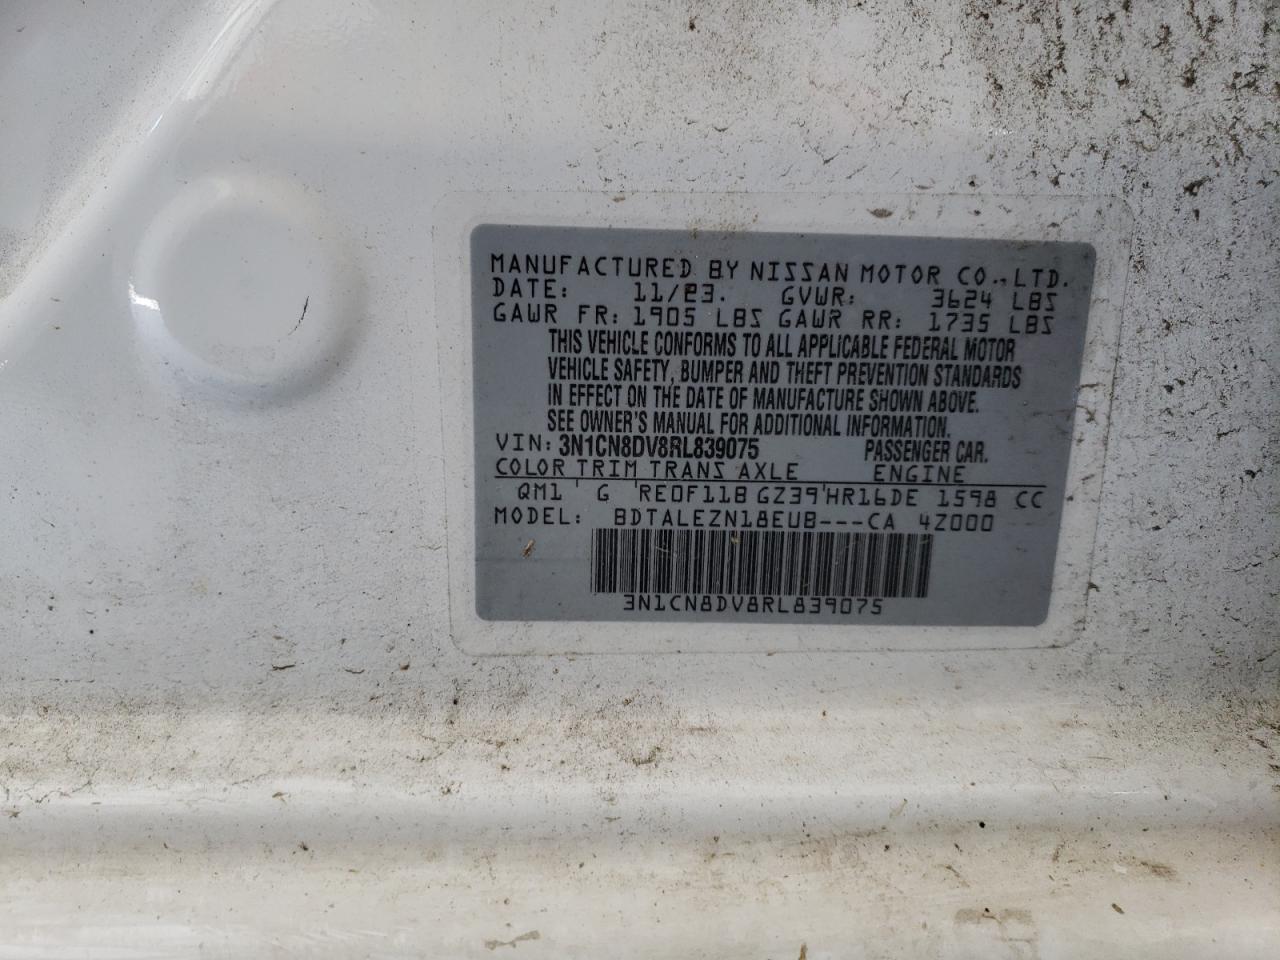 MANUFACTURED BY NISSAN MOTOR CO., LTD.
DATE: 11/23. GVWR: 3624 LBS
GAWR FR: 1905 LBS GAWR RR: 1735 LBS
THIS VEHICLE CONFORMS TO ALL APPLICABLE FEDERAL MOTOR
VEHICLE SAFETY, BUMPER AND THEFT PREVENTION STANDARDS
IN EFFECT ON THE DATE OF MANUFACTURE SHOWN ABOVE.
SEE OWNER'S MANUAL FOR ADDITIONAL INFORMATION.
VIN: 3N1CN8DV8RL839075 PASSENGER CAR.
COLOR TRIM TRANS AXLE ENGINE
QM1 G RE0F11B GZ39 HR16DE 1598 CC
MODEL: BDTALEZN18EUB---CA 4Z000
3N1CN8DV8RL839075